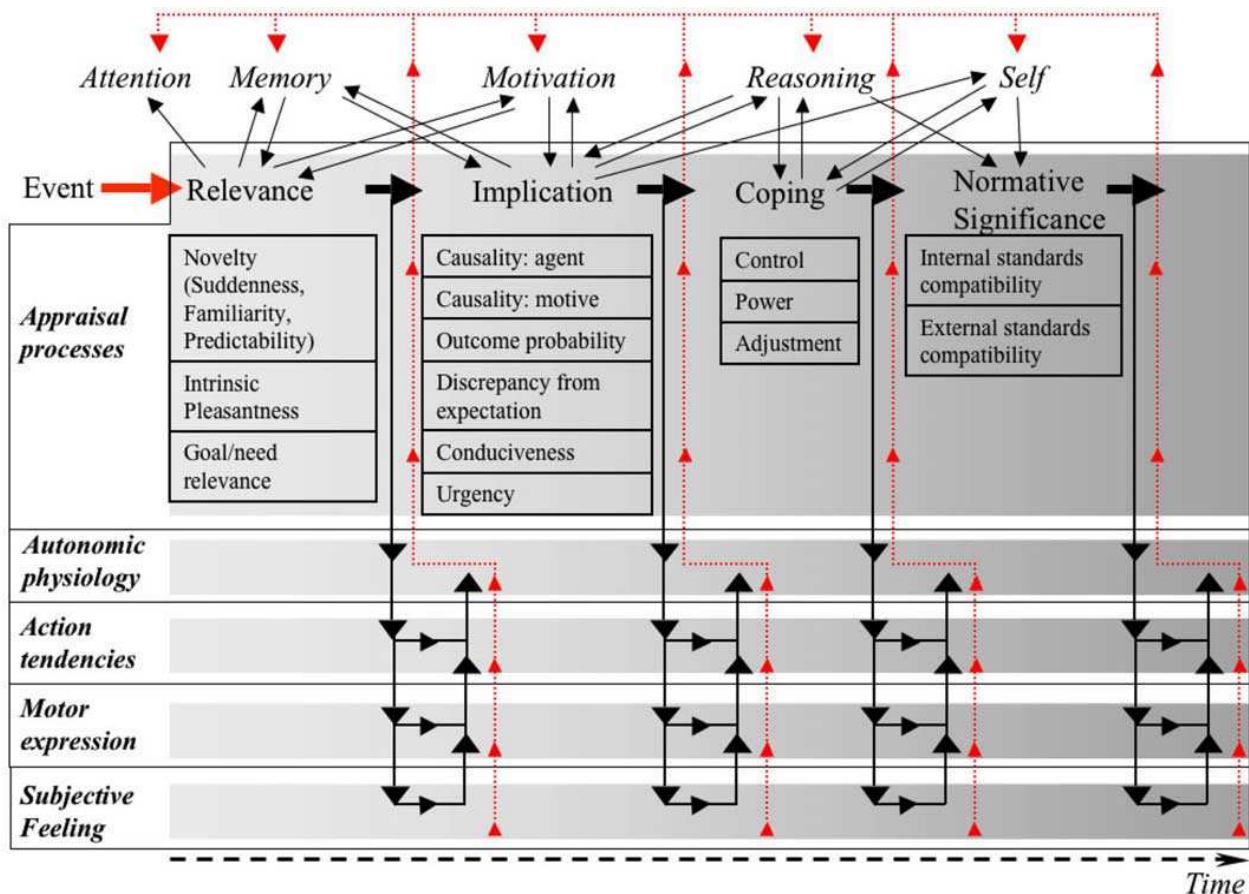 Attention
Memory
Motivation
Reasoning
Self
Event
Relevance
Implication
Coping
Normative
Significance
Appraisal
processes
Novelty
(Suddenness,
Familiarity,
Predictability)
Intrinsic
Pleasantness
Goal/need
relevance
Causality: agent
Causality: motive
Outcome probability
Discrepancy from
expectation
Conduciveness
Urgency
Control
Power
Adjustment
Internal standards
compatibility
External standards
compatibility
Autonomic
physiology
Action
tendencies
Motor
expression
Subjective
Feeling
Time